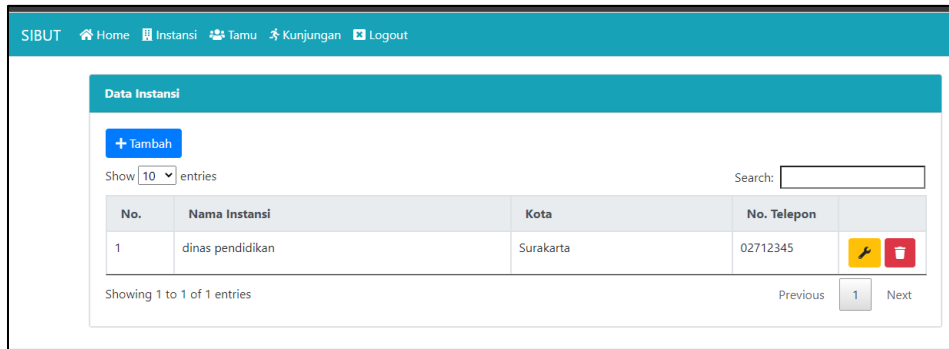 SIBUT Home Instansi Tamu Kunjungan Logout
Data Instansi
Tambah
Show 10 entries Search:
No. Nama Instansi Kota No. Telepon
1 dinas pendidikan Surakarta 02712345
Showing 1 to 1 of 1 entries Previous 1 Next